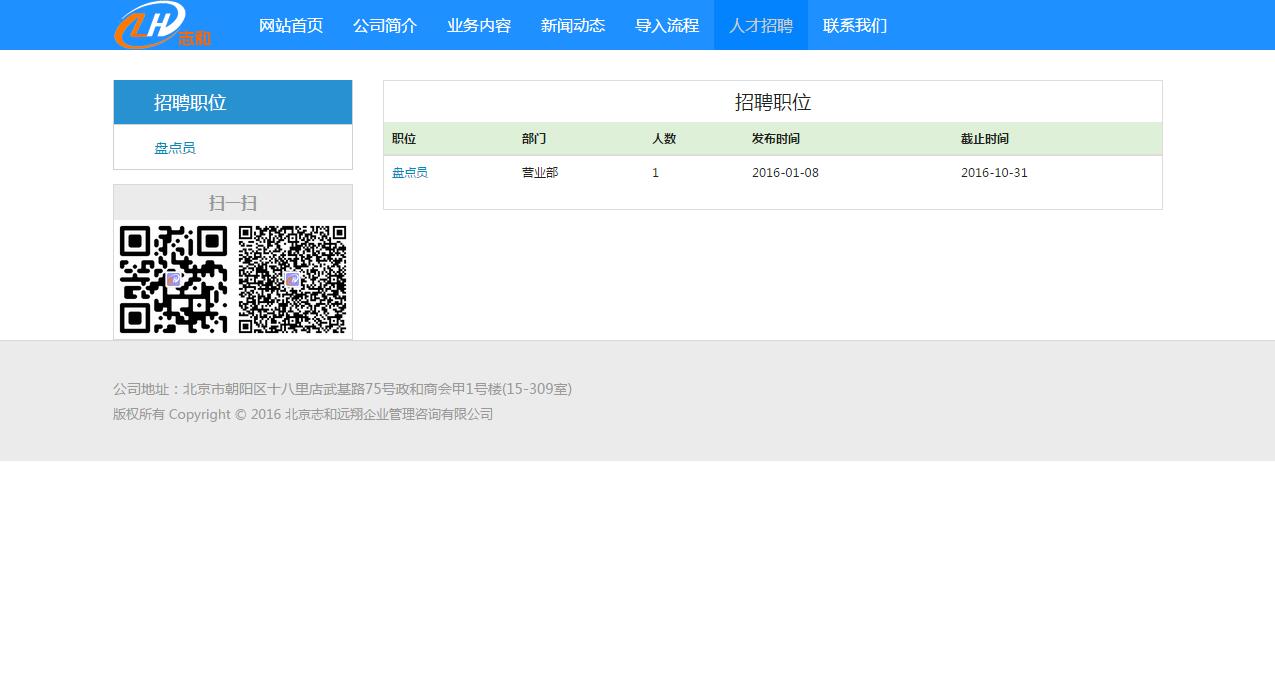 ZLH 志和 网站首页 公司简介 业务内容 新闻动态 导入流程 人才招聘 联系我们
招聘职位
盘点员
扫一扫
招聘职位
职位 部门 人数 发布时间 截止时间
盘点员 营业部 1 2016-01-08 2016-10-31
公司地址：北京市朝阳区十八里店武基路75号政和商会甲1号楼(15-309室)
版权所有 Copyright © 2016 北京志和远翔企业管理咨询有限公司